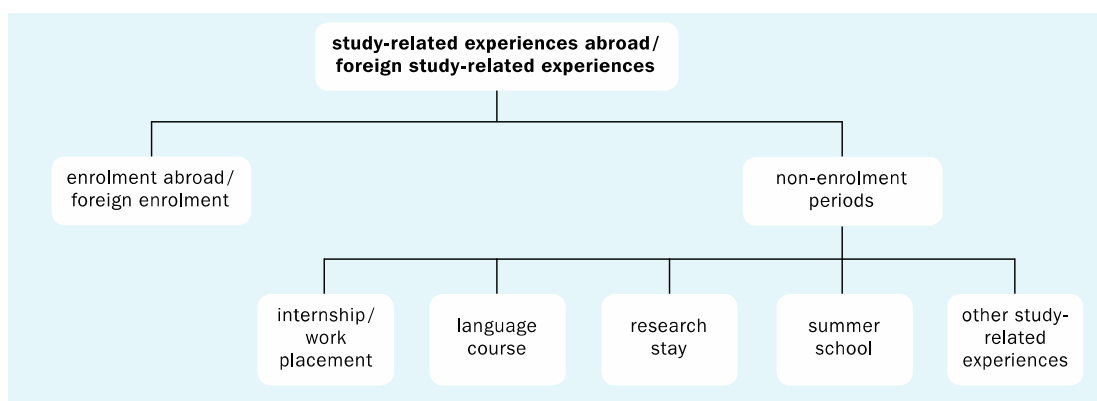 study-related experiences abroad/
foreign study-related experiences
enrolment abroad/
foreign enrolment
non-enrolment
periods
internship/
work
placement
language
course
research
stay
summer
school
other study-
related
experiences